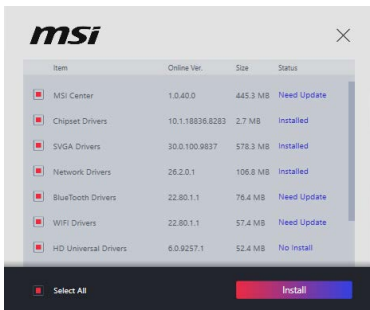 msi
Item Online Ver. Size Status
MSI Center 1.0.40.0 445.3 MB Need Update
Chipset Drivers 10.1.18836.8283 2.7 MB Installed
SVGA Drivers 30.0.100.9837 578.3 MB Installed
Network Drivers 26.2.0.1 106.8 MB Installed
BlueTooth Drivers 22.80.1.1 76.4 MB Need Update
WIFI Drivers 22.80.1.1 57.4 MB Need Update
HD Universal Drivers 6.0.9257.1 52.4 MB No Install
Select All Install